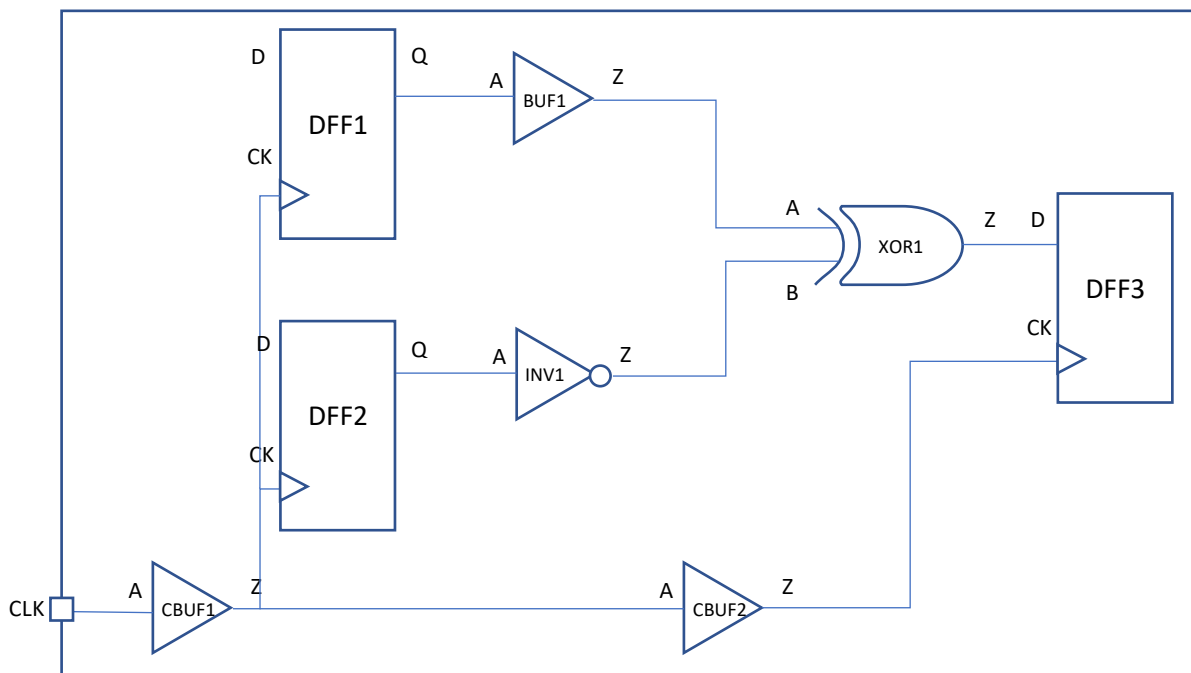 D
Q
A
BUF1
Z
DFF1
CK
A
XOR1
Z
D
B
DFF3
CK
D
Q
A
INV1
Z
DFF2
CK
CLK
A
CBUF1
Z
A
CBUF2
Z